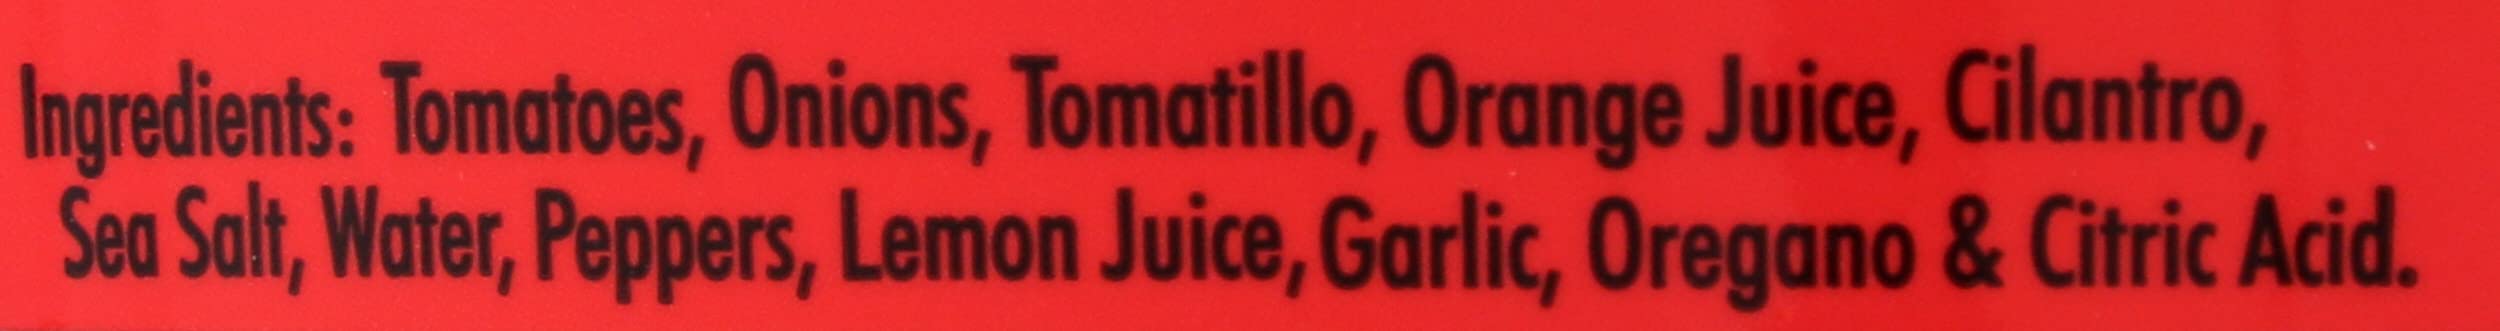 Ingredients: Tomatoes, Onions, Tomatillo, Orange Juice, Cilantro,
Sea Salt, Water, Peppers, Lemon Juice, Garlic, Oregano & Citric Acid.